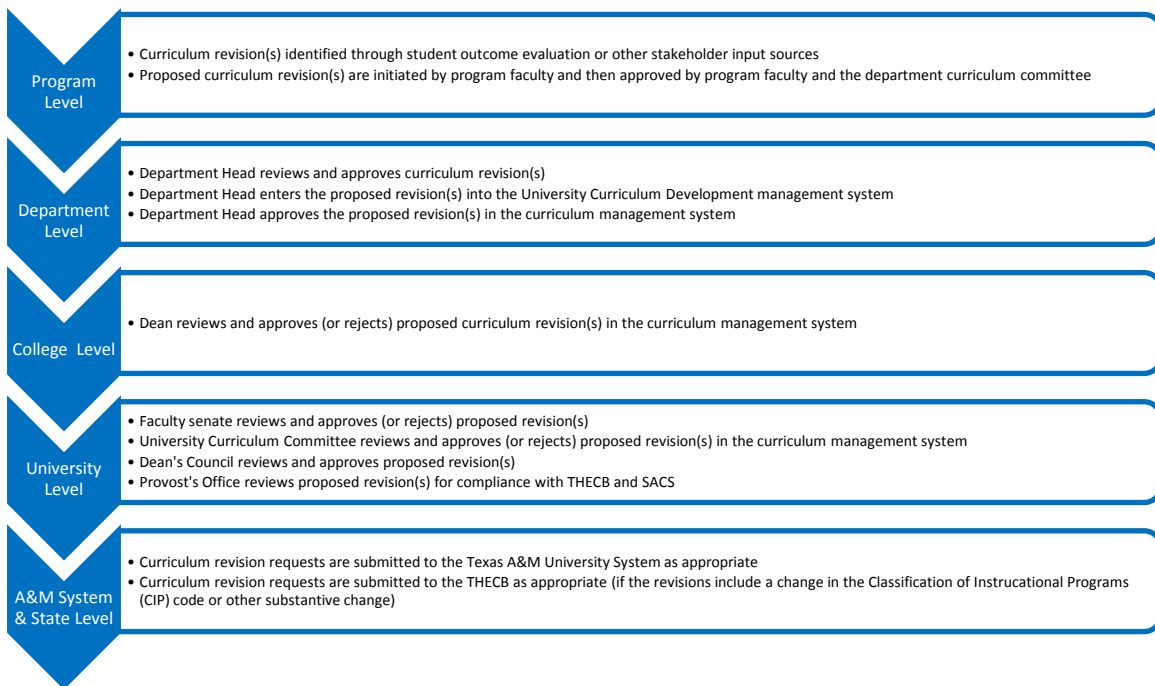 Program
Level
• Curriculum revision(s) identified through student outcome evaluation or other stakeholder input sources
• Proposed curriculum revision(s) are initiated by program faculty and then approved by program faculty and the department curriculum committee
Department
Level
• Department Head reviews and approves curriculum revision(s)
• Department Head enters the proposed revision(s) into the University Curriculum Development management system
• Department Head approves the proposed revision(s) in the curriculum management system
College Level
• Dean reviews and approves (or rejects) proposed curriculum revision(s) in the curriculum management system
University
Level
• Faculty senate reviews and approves (or rejects) proposed revision(s)
• University Curriculum Committee reviews and approves (or rejects) proposed revision(s) in the curriculum management system
• Dean's Council reviews and approves proposed revision(s)
• Provost's Office reviews proposed revision(s) for compliance with THECB and SACS
A&M System
& State Level
• Curriculum revision requests are submitted to the Texas A&M University System as appropriate
• Curriculum revision requests are submitted to the THECB as appropriate (if the revisions include a change in the Classification of Instrucational Programs
(CIP) code or other substantive change)